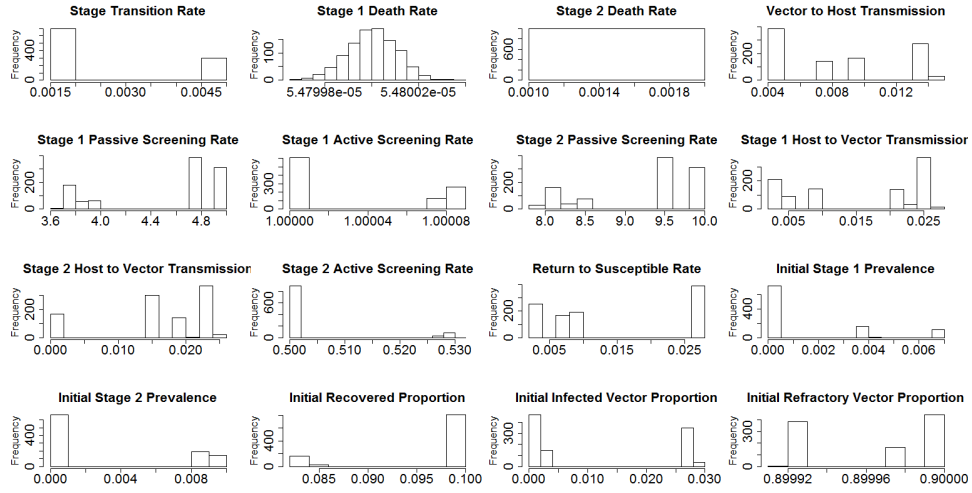 Stage Transition Rate
Frequency
0 400
0.0015 0.0030 0.0045
Stage 1 Death Rate
Frequency
0 100
5.47998e-05 5.48002e-05
Stage 2 Death Rate
Frequency
0 600
0.0010 0.0014 0.0018
Vector to Host Transmission
Frequency
0 200
0.004 0.008 0.012
Stage 1 Passive Screening Rate
Frequency
0 200
3.6 4.0 4.4 4.8
Stage 1 Active Screening Rate
Frequency
0 300
1.00000 1.00004 1.00008
Stage 2 Passive Screening Rate
Frequency
0 200
8.0 8.5 9.0 9.5 10.0
Stage 1 Host to Vector Transmission
Frequency
0 200
0.005 0.015 0.025
Stage 2 Host to Vector Transmission
Frequency
0 200
0.000 0.010 0.020
Stage 2 Active Screening Rate
Frequency
0 600
0.500 0.510 0.520 0.530
Return to Susceptible Rate
Frequency
0 200
0.005 0.015 0.025
Initial Stage 1 Prevalence
Frequency
0 400
0.000 0.002 0.004 0.006
Initial Stage 2 Prevalence
Frequency
0 400
0.000 0.004 0.008
Initial Recovered Proportion
Frequency
0 400
0.085 0.090 0.095 0.100
Initial Infected Vector Proportion
Frequency
0 300
0.000 0.010 0.020 0.030
Initial Refractory Vector Proportion
Frequency
0 300
0.89992 0.89996 0.90000